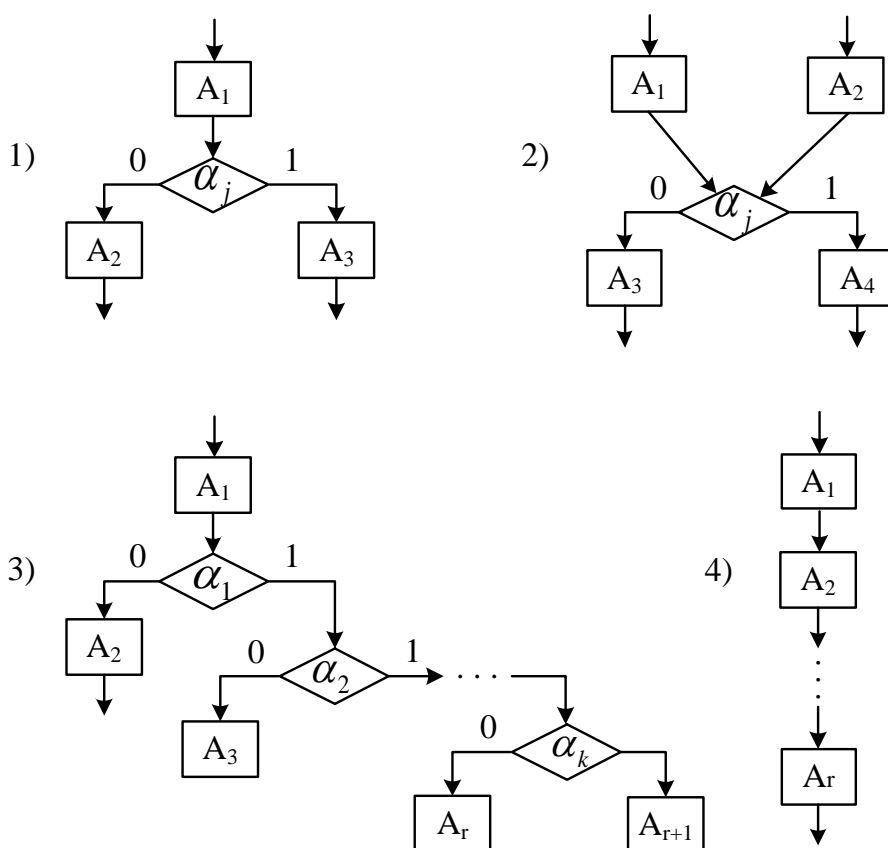 A₁
1) 0 αⱼ 1
A₂ A₃
A₁ A₂
2) 0 αⱼ 1
A₃ A₄
A₁
3) 0 α₁ 1
A₂
0 α₂ 1 . . .
A₃
0 αₖ
Aᵣ Aᵣ₊₁
A₁
4) A₂
Ar